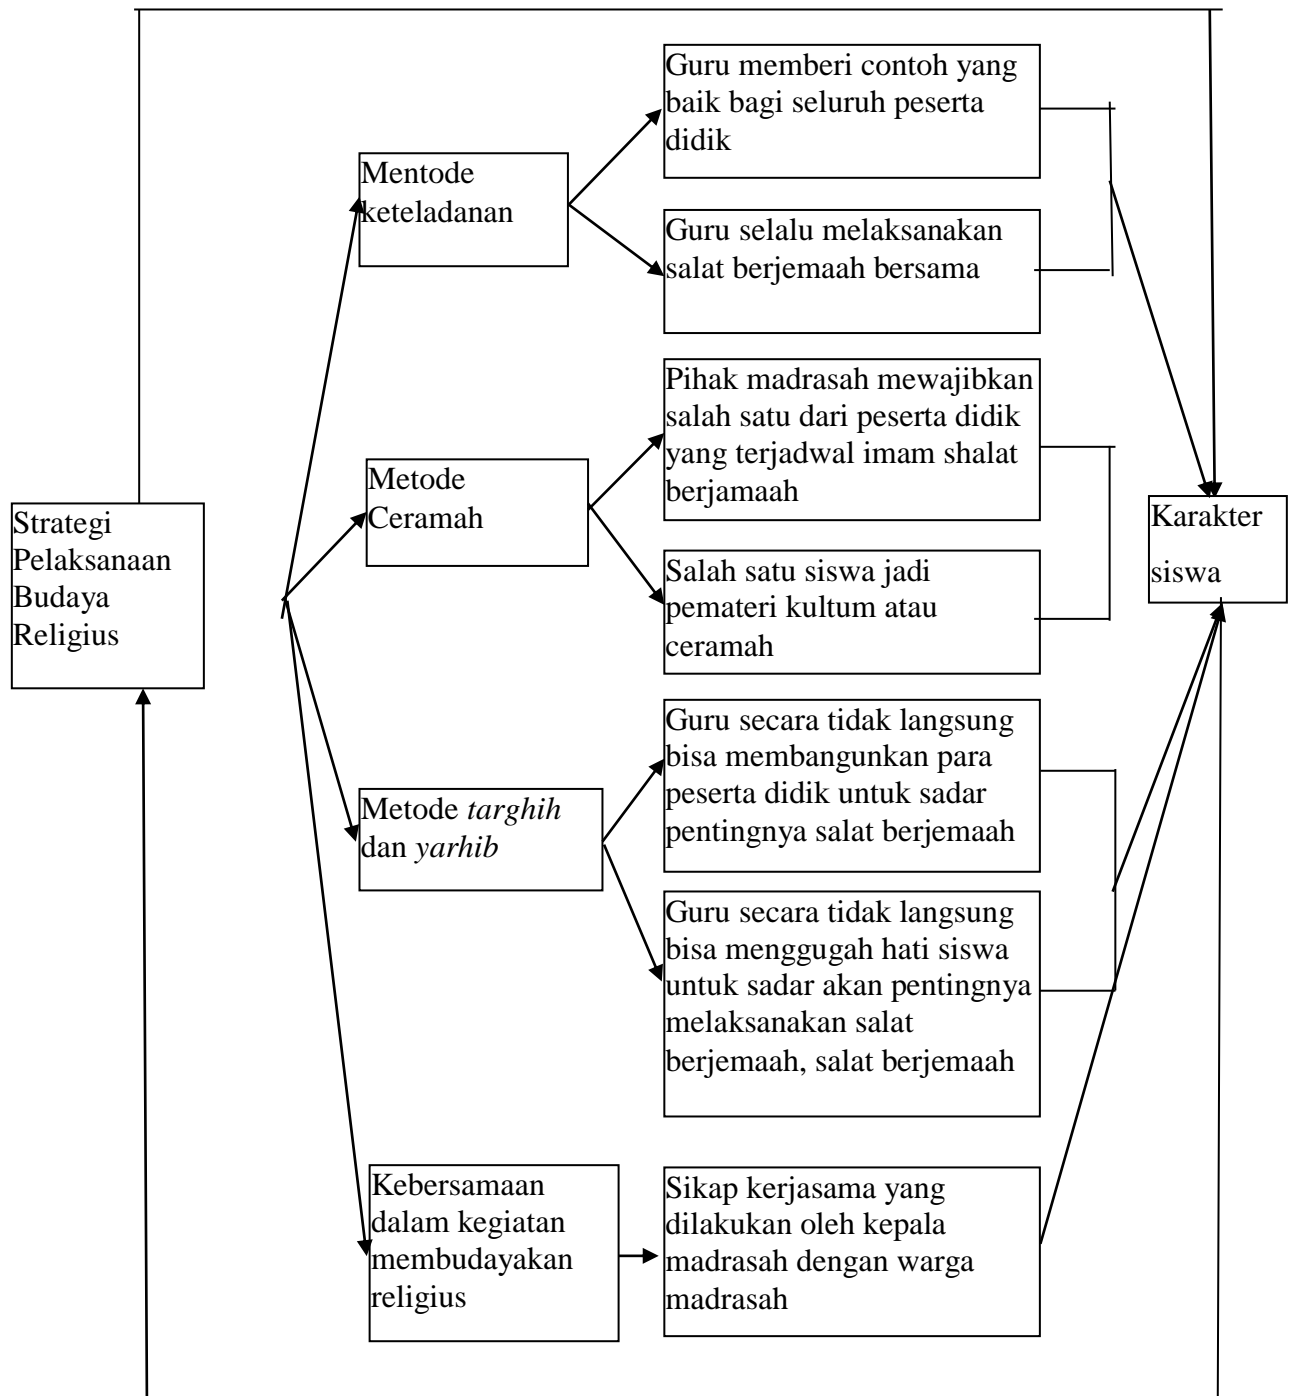 Guru memberi contoh yang
baik bagi seluruh peserta
didik
Mentode
keteladanan
Guru selalu melaksanakan
salat berjemaah bersama
Pihak madrasah mewajibkan
salah satu dari peserta didik
yang terjadwal imam shalat
berjamaah
Metode
Ceramah
Strategi
Pelaksanaan
Budaya
Religius
Karakter
siswa
Salah satu siswa jadi
pemateri kultum atau
ceramah
Guru secara tidak langsung
bisa membangunkan para
peserta didik untuk sadar
pentingnya salat berjemaah
Metode targhih
dan yarhib
Guru secara tidak langsung
bisa menggugah hati siswa
untuk sadar akan pentingnya
melaksanakan salat
berjemaah, salat berjemaah
Kebersamaan
dalam kegiatan
membudayakan
religius
Sikap kerjasama yang
dilakukan oleh kepala
madrasah dengan warga
madrasah